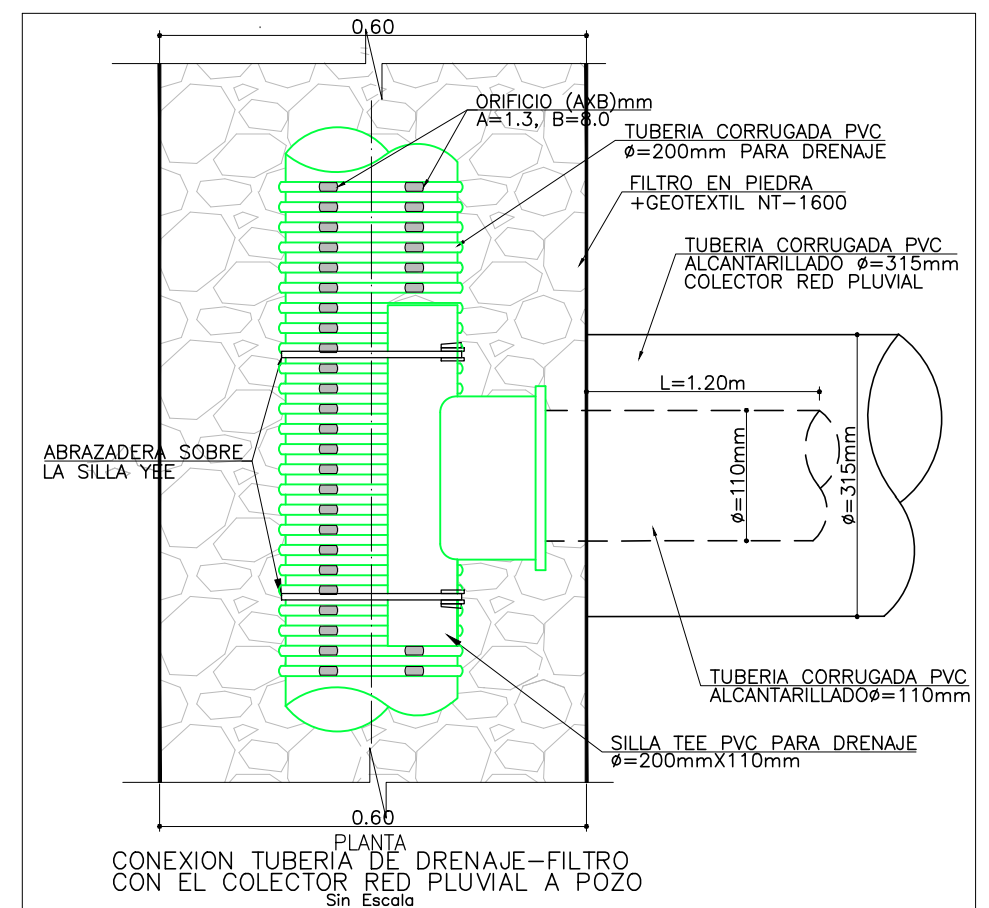 0.60
ORIFICIO (AXB)mm
A=1.3, B=8.0
TUBERIA CORRUGADA PVC
Ø=200mm PARA DRENAJE
FILTRO EN PIEDRA
+GEOTEXTIL NT-1600
TUBERIA CORRUGADA PVC
ALCANTARILLADO Ø=315mm
COLECTOR RED PLUVIAL
L=1.20m
Ø=110mm
Ø=315mm
ABRAZADERA SOBRE
LA SILLA YEE
TUBERIA CORRUGADA PVC
ALCANTARILLADOØ=110mm
SILLA TEE PVC PARA DRENAJE
Ø=200mmX110mm
0.60
PLANTA
CONEXION TUBERIA DE DRENAJE-FILTRO
CON EL COLECTOR RED PLUVIAL A POZO
Sin Escala